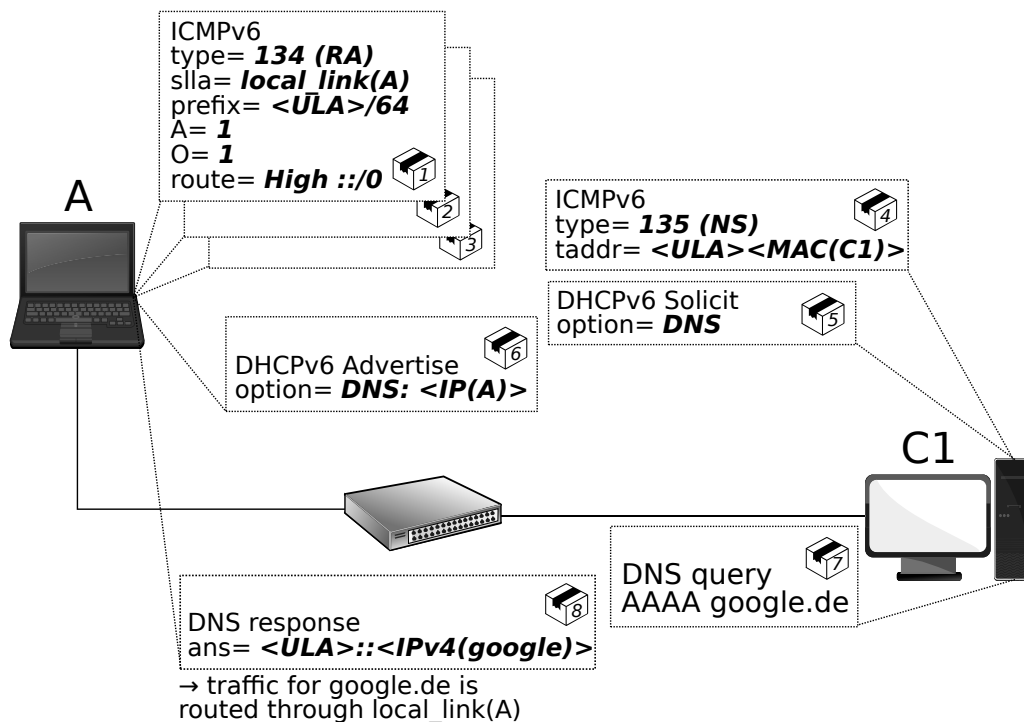 A
ICMPv6
type= 134 (RA)
slla= local_link(A)
prefix= <ULA>/64
A= 1
O= 1
route= High ::/0
1
2
3
ICMPv6
type= 135 (NS)
taddr= <ULA><MAC(C1)>
4
DHCPv6 Solicit
option= DNS
5
DHCPv6 Advertise
option= DNS: <IP(A)>
6
C1
DNS query
AAAA google.de
7
DNS response
ans= <ULA>::<IPv4(google)>
8
→ traffic for google.de is
routed through local_link(A)